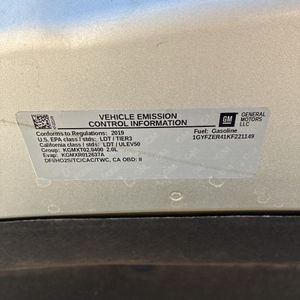 VEHICLE EMISSION
CONTROL INFORMATION
GM
GENERAL MOTORS
LLC
Conforms to Regulations: 2019
Fuel: Gasoline
U.S. EPA class / stds: LDT / TIER3
1GYFZER41KF221149
California class / stds: LDT / ULEV50
Group: KGMXT02.0400 2.0L
Evap: KGMXR012637A
DFI/HO2S/TC/CAC/TWC, CA OBD: II